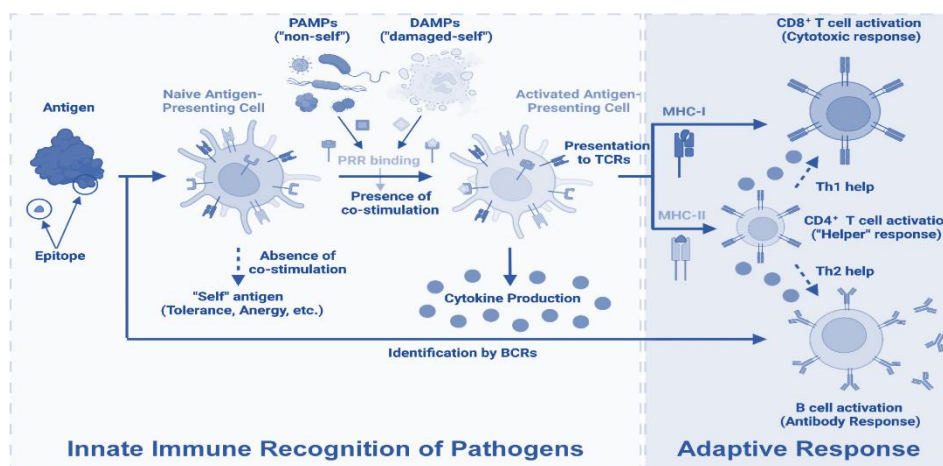 PAMPs
("non-self")
DAMPs
("damaged-self")
CD8+ T cell activation
(Cytotoxic response)
Antigen
Naive Antigen-
Presenting Cell
Activated Antigen-
Presenting Cell
MHC-I
PRR binding
Presentation
to TCRs
Presence of
co-stimulation
Th1 help
MHC-II
CD4+ T cell activation
("Helper" response)
Epitope
Absence of
co-stimulation
Th2 help
"Self" antigen
(Tolerance, Anergy, etc.)
Cytokine Production
Identification by BCRs
B cell activation
(Antibody Response)
Innate Immune Recognition of Pathogens
Adaptive Response